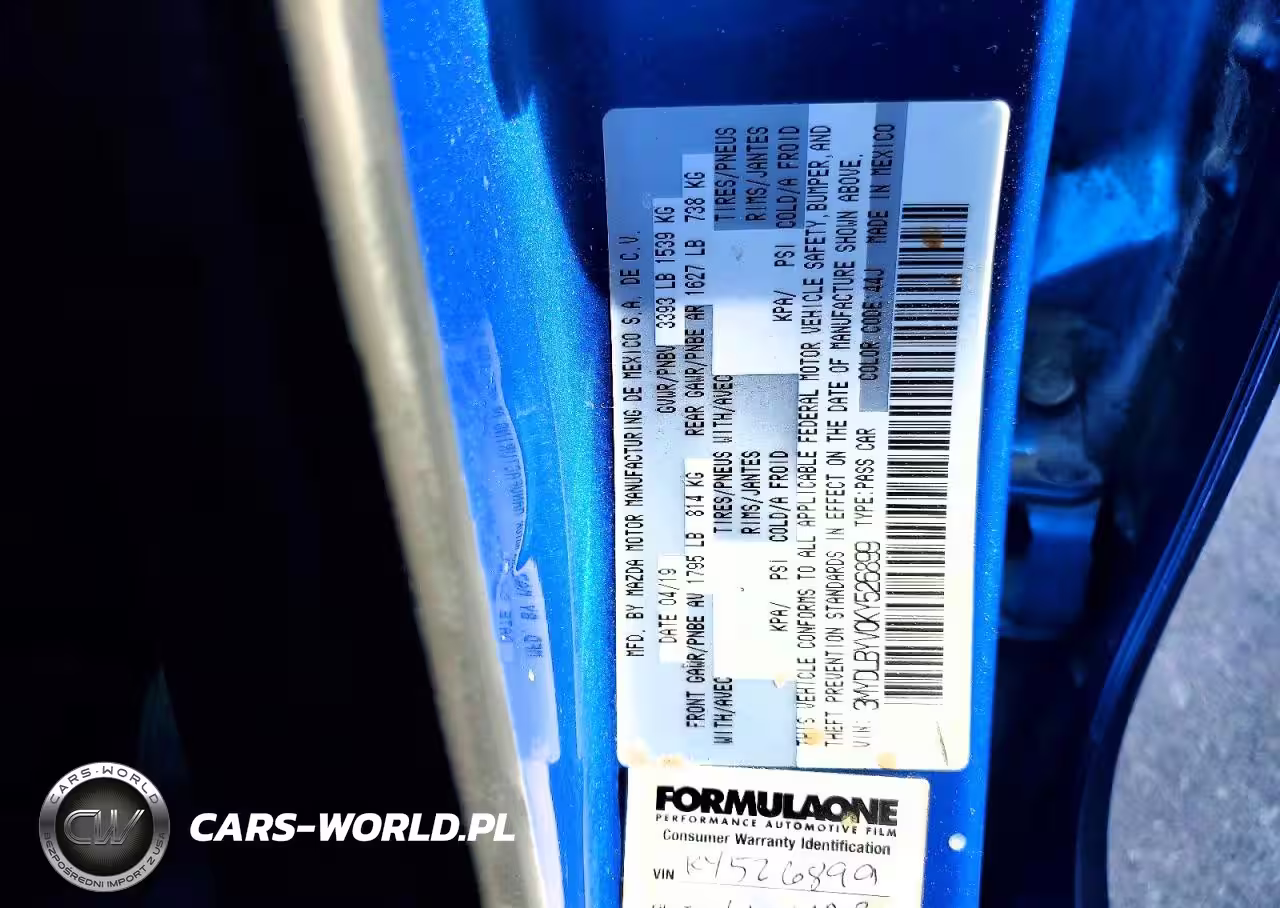 MFD. BY MAZDA MOTOR MANUFACTURING DE MEXICO S.A. DE C.V.
DATE 04/19 GVWR/PNBV 3393 LB 1539 KG
FRONT GAWR/PNBE AV 1795 LB 814 KG REAR GAWR/PNBE AR 1627 LB 738 KG
WITH/AVEC TIRES/PNEUS WITH/AVEC TIRES/PNEUS
RIMS/JANTES RIMS/JANTES
KPA/ PSI COLD/A FROID KPA/ PSI COLD/A FROID
THIS VEHICLE CONFORMS TO ALL APPLICABLE FEDERAL MOTOR VEHICLE SAFETY,BUMPER,AND
THEFT PREVENTION STANDARDS IN EFFECT ON THE DATE OF MANUFACTURE SHOWN ABOVE.
VIN: 3MYDLBYV0KY526899 TYPE:PASS CAR COLOR CODE:44J MADE IN MEXICO
FORMULAONE
PERFORMANCE AUTOMOTIVE FILM
Consumer Warranty Identification
VIN KY526899
CARS-WORLD
CW
BEZPOŚREDNI IMPORT Z USA
CARS-WORLD.PL